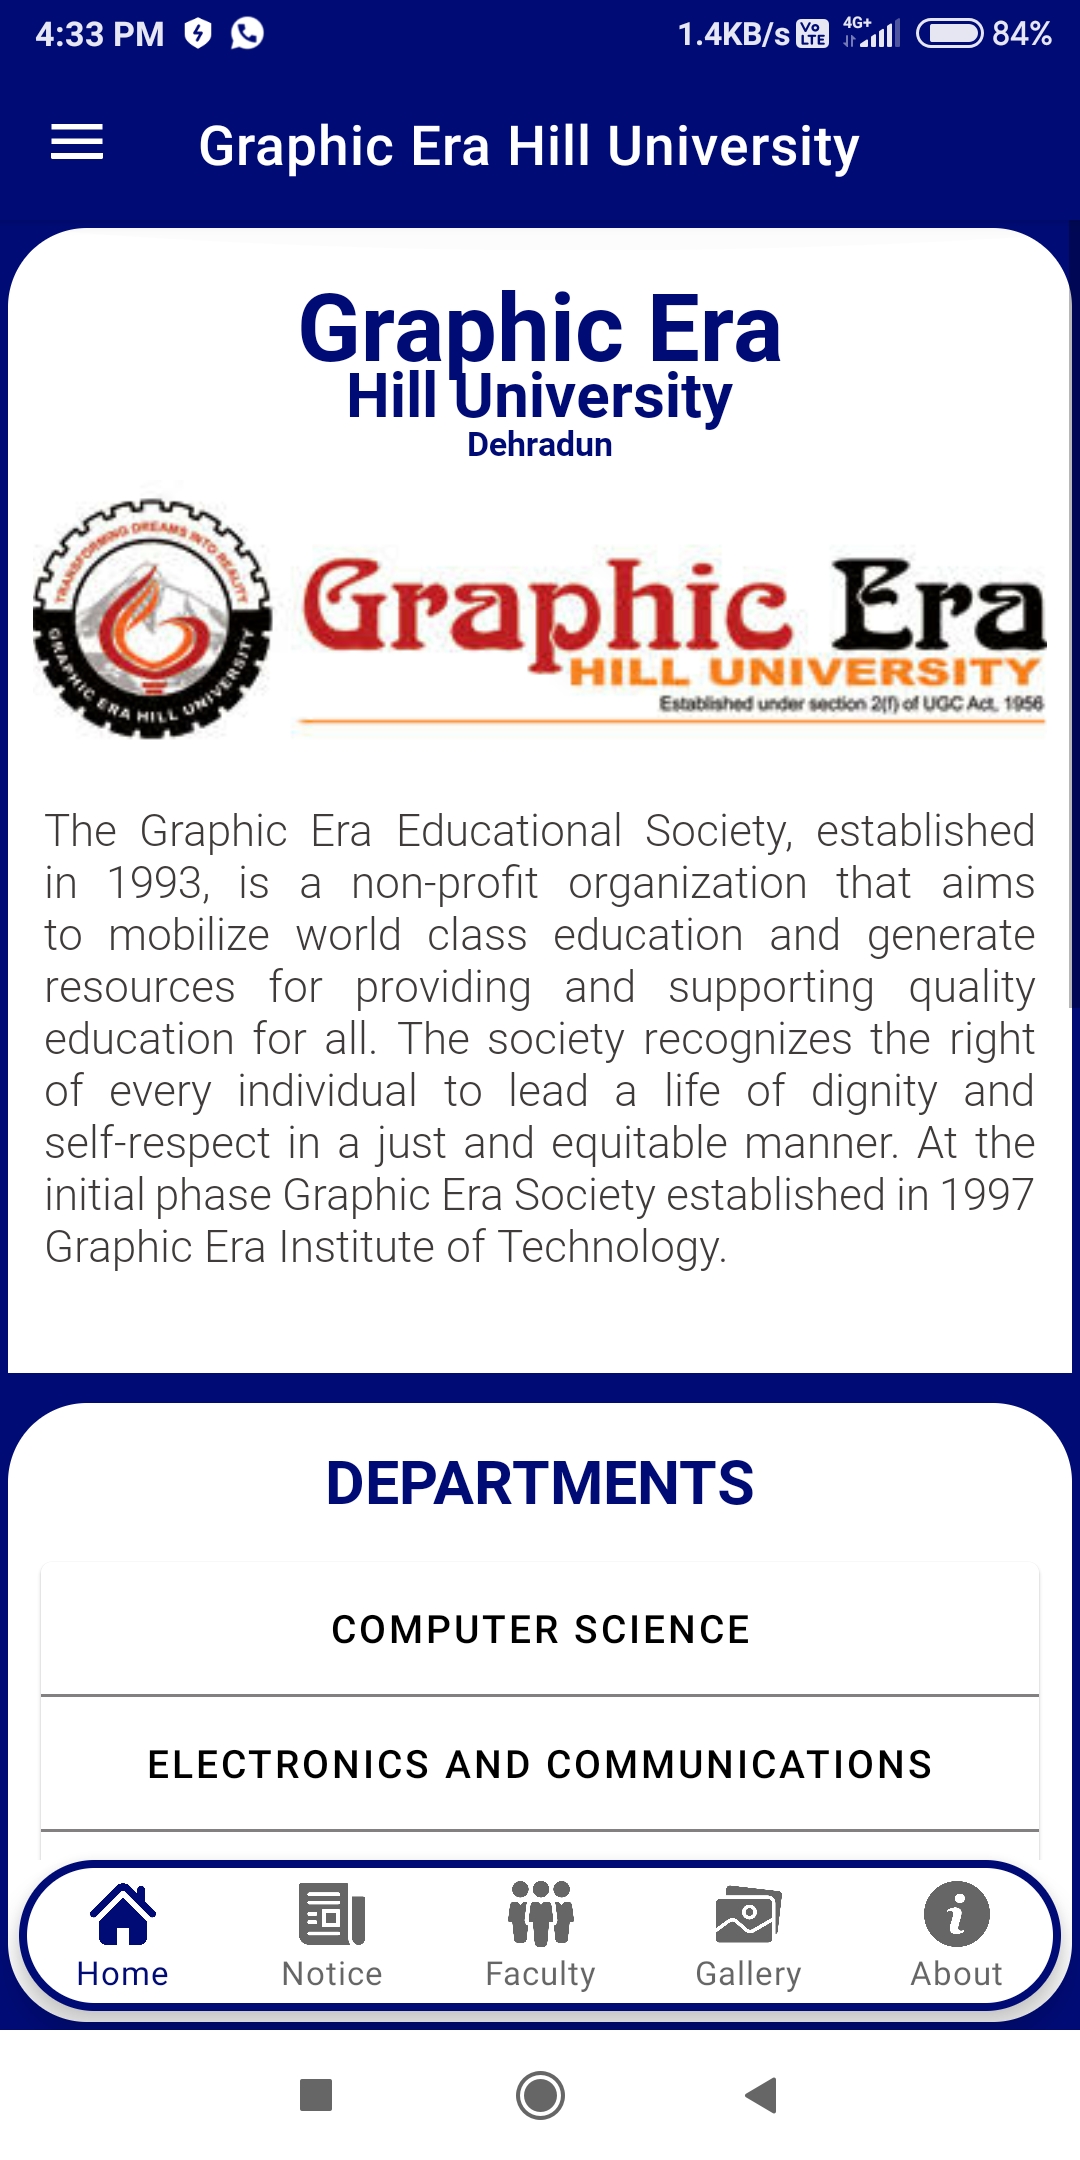 4:33 PM 1.4KB/s Vo LTE 4G+ 84%
Graphic Era Hill University
Graphic Era
Hill University
Dehradun
TRANSFORMING DREAMS INTO REALITY
GRAPHIC ERA HILL UNIVERSITY
Graphic Era
HILL UNIVERSITY
Established under section 2(f) of UGC Act, 1956
The Graphic Era Educational Society, established
in 1993, is a non-profit organization that aims
to mobilize world class education and generate
resources for providing and supporting quality
education for all. The society recognizes the right
of every individual to lead a life of dignity and
self-respect in a just and equitable manner. At the
initial phase Graphic Era Society established in 1997
Graphic Era Institute of Technology.
DEPARTMENTS
COMPUTER SCIENCE
ELECTRONICS AND COMMUNICATIONS
Home Notice Faculty Gallery About